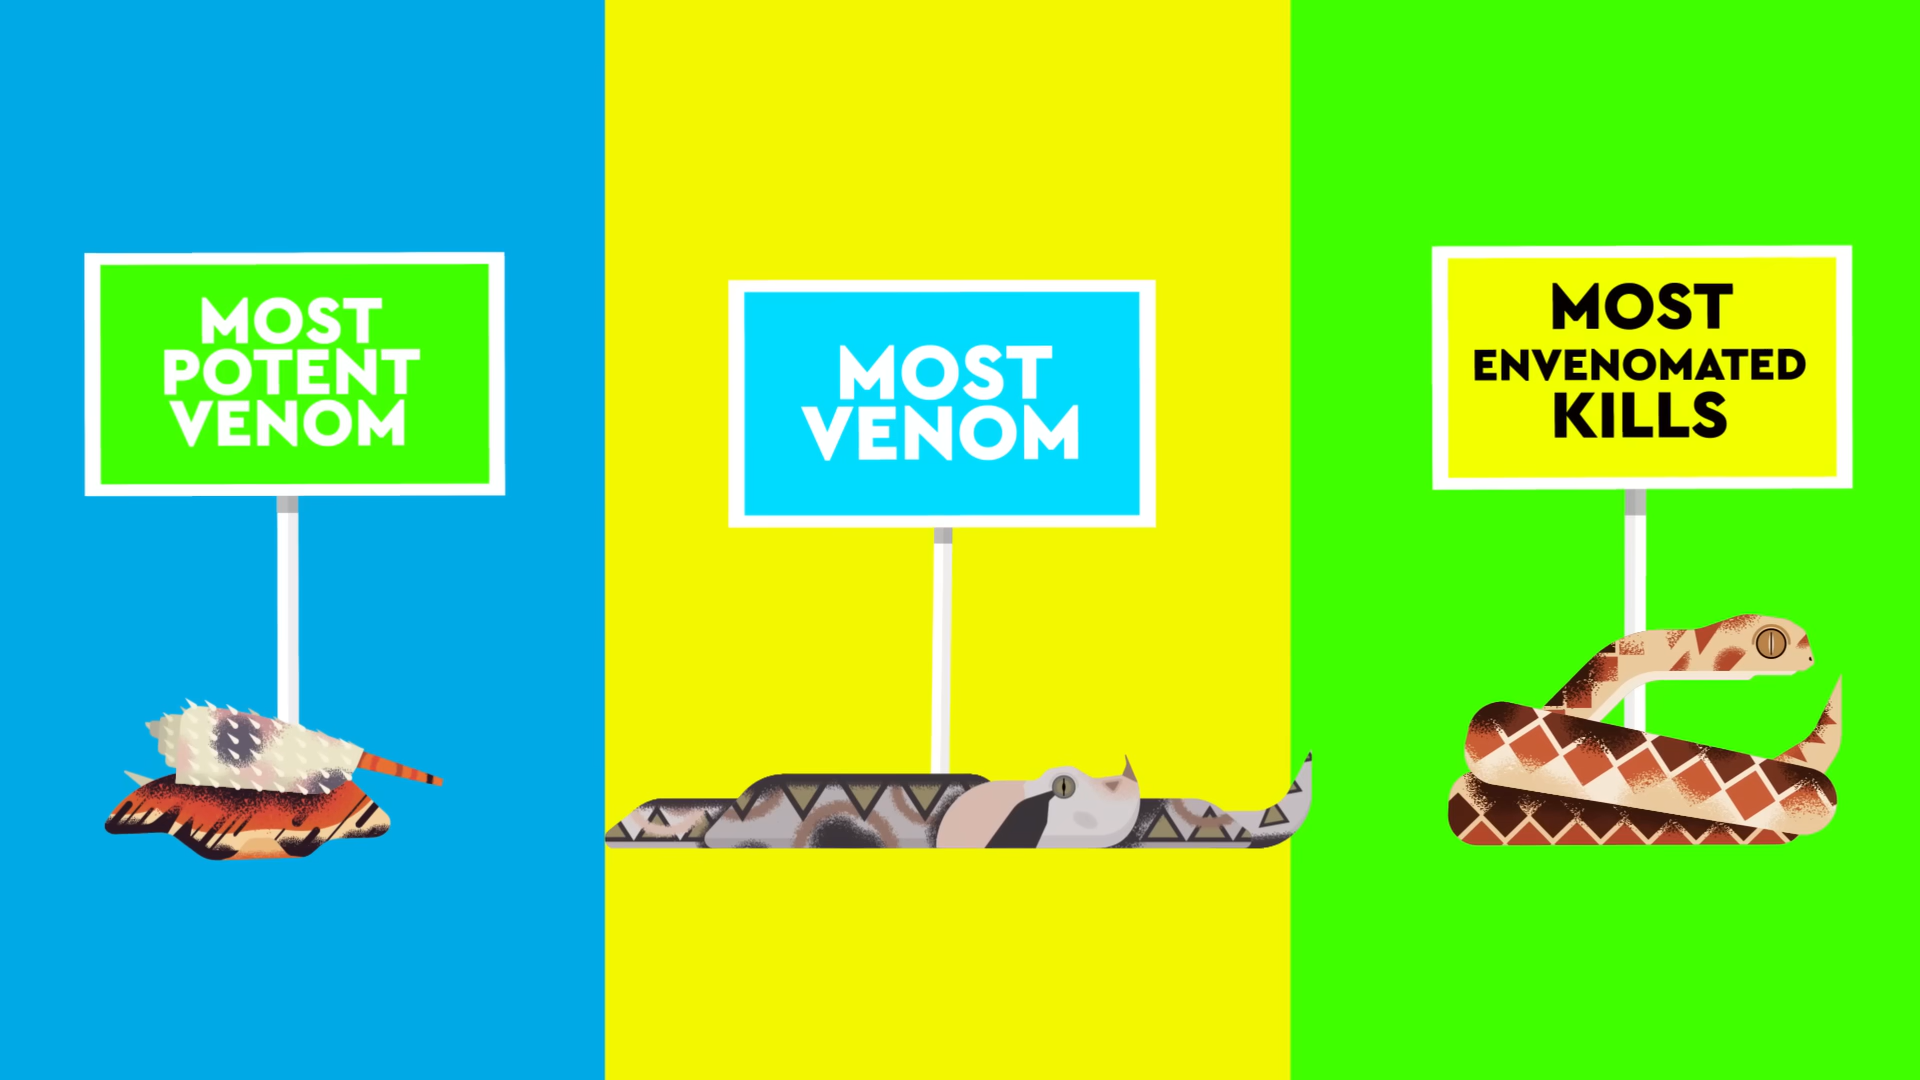 MOST
POTENT
VENOM
MOST
VENOM
MOST
ENVENOMATED
KILLS